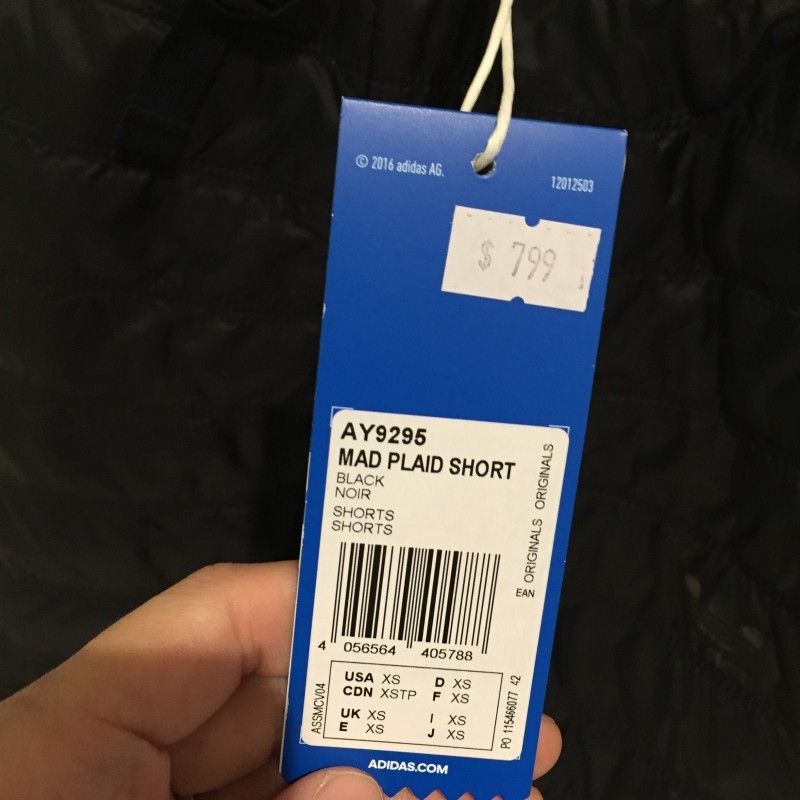 © 2016 adidas AG.
12012503
$ 799
AY9295
MAD PLAID SHORT
BLACK
NOIR
SHORTS
SHORTS
EAN ORIGINALS ORIGINALS
4 056564 405788
ASSMCV04
USA XS D XS
CDN XSTP F XS
UK XS I XS
E XS J XS
PO 115466077 42
ADIDAS.COM